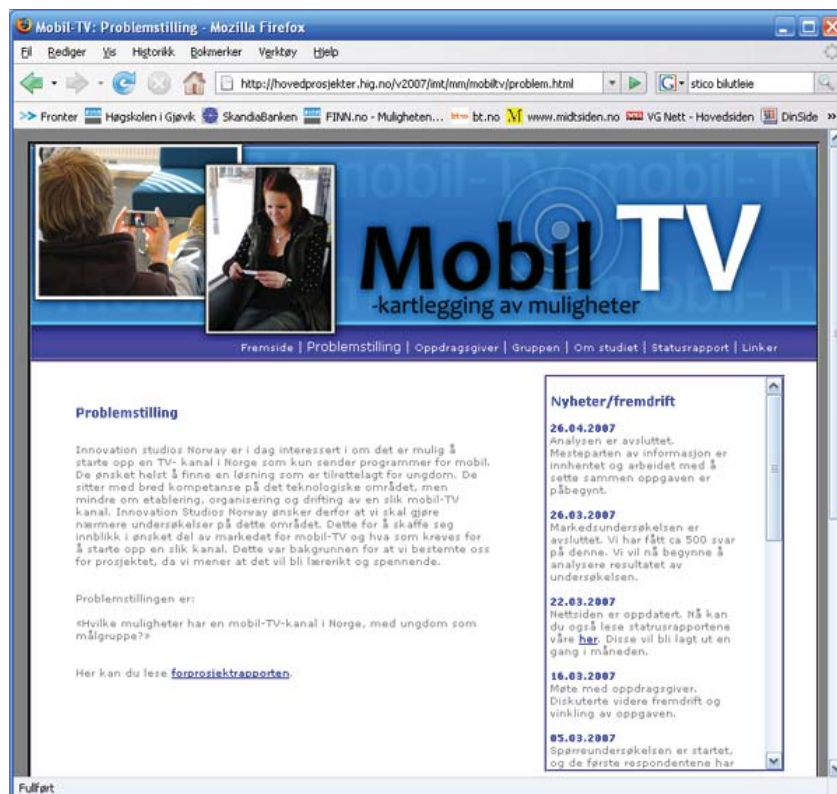 Mobil-TV: Problemstilling - Mozilla Firefox
Fil Rediger Vis Historikk Bokmerker Verktøy Hjelp
http://hovedprosjekter.hig.no/v2007/imt/mm/mobiltv/problem.html
stico bilutleie
>> Fronter Høgskolen i Gjøvik SkandiaBanken FINN.no - Muligheten... bt.no www.midtsiden.no VG Nett - Hovedsiden DinSide »
mobil-TV mobil-TV
Mobil TV
-kartlegging av muligheter
Fremside | Problemstilling | Oppdragsgiver | Gruppen | Om studiet | Statusrapport | Linker
Problemstilling
Innovation studios Norway er i dag interessert i om det er mulig å
starte opp en TV- kanal i Norge som kun sender programmer for mobil.
De ønsket helst å finne en løsning som er tilrettelagt for ungdom. De
sitter med bred kompetanse på det teknologiske området, men
mindre om etablering, organisering og drifting av en slik mobil-TV
kanal. Innovation Studios Norway ønsker derfor at vi skal gjøre
nærmere undersøkelser på dette området. Dette for å skaffe seg
innblikk i ønsket del av markedet for mobil-TV og hva som kreves for
å starte opp en slik kanal. Dette var bakgrunnen for at vi bestemte oss
for prosjektet, da vi mener at det vil bli lærerikt og spennende.
Problemstillingen er:
«Hvilke muligheter har en mobil-TV-kanal i Norge, med ungdom som
målgruppe?»
Her kan du lese forprosjektrapporten.
Nyheter/fremdrift
26.04.2007
Analysen er avsluttet.
Mesteparten av informasjon er
innhentet og arbeidet med å
sette sammen oppgaven er
påbegynt.
26.03.2007
Markedsundersøkelsen er
avsluttet. Vi har fått ca 500 svar
på denne. Vi vil nå begynne å
analysere resultatet av
undersøkelsen.
22.03.2007
Nettsiden er oppdatert. Nå kan
du også lese statrusrapportene
våre her. Disse vil bli lagt ut en
gang i måneden.
16.03.2007
Møte med oppdragsgiver.
Diskuterte videre fremdrift og
vinkling av oppgaven.
05.03.2007
Spørreundersøkelsen er startet,
og de første respondentene har
Fullført